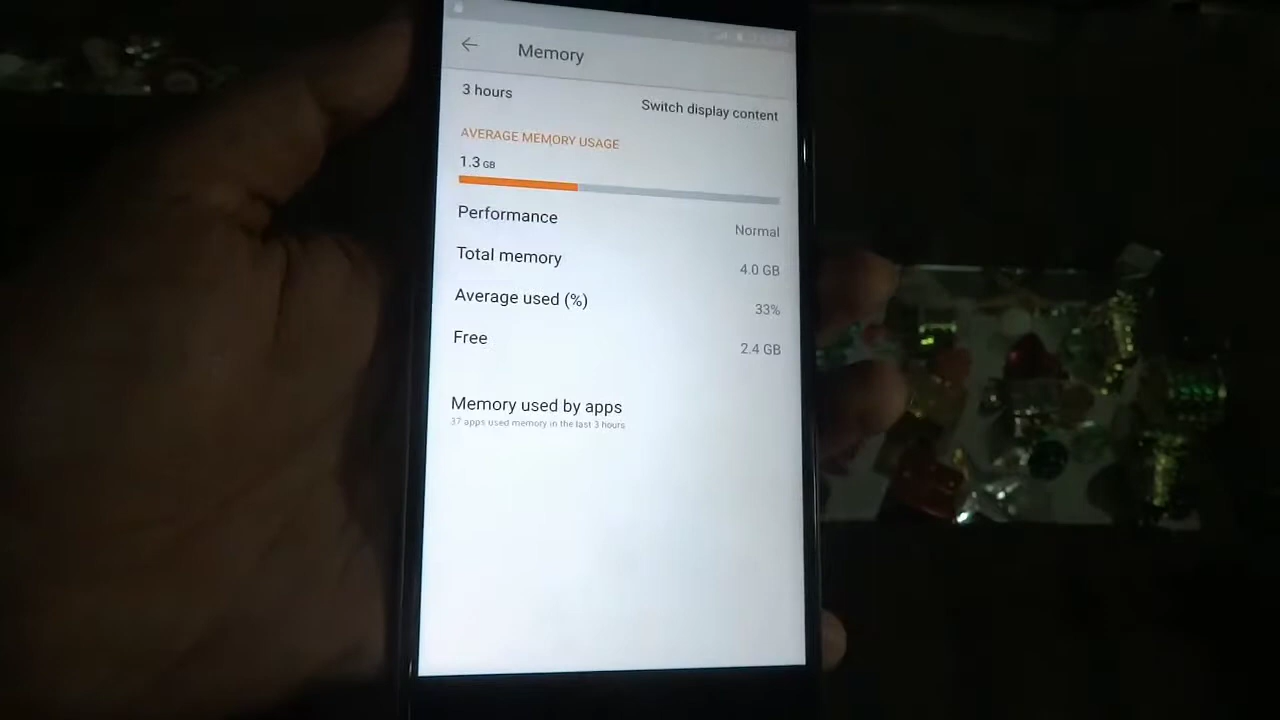 Memory
3 hours
Switch display content
AVERAGE MEMORY USAGE
1.3 GB
Performance
Normal
Total memory
4.0 GB
Average used (%)
33%
Free
2.4 GB
Memory used by apps
37 apps used memory in the last 3 hours